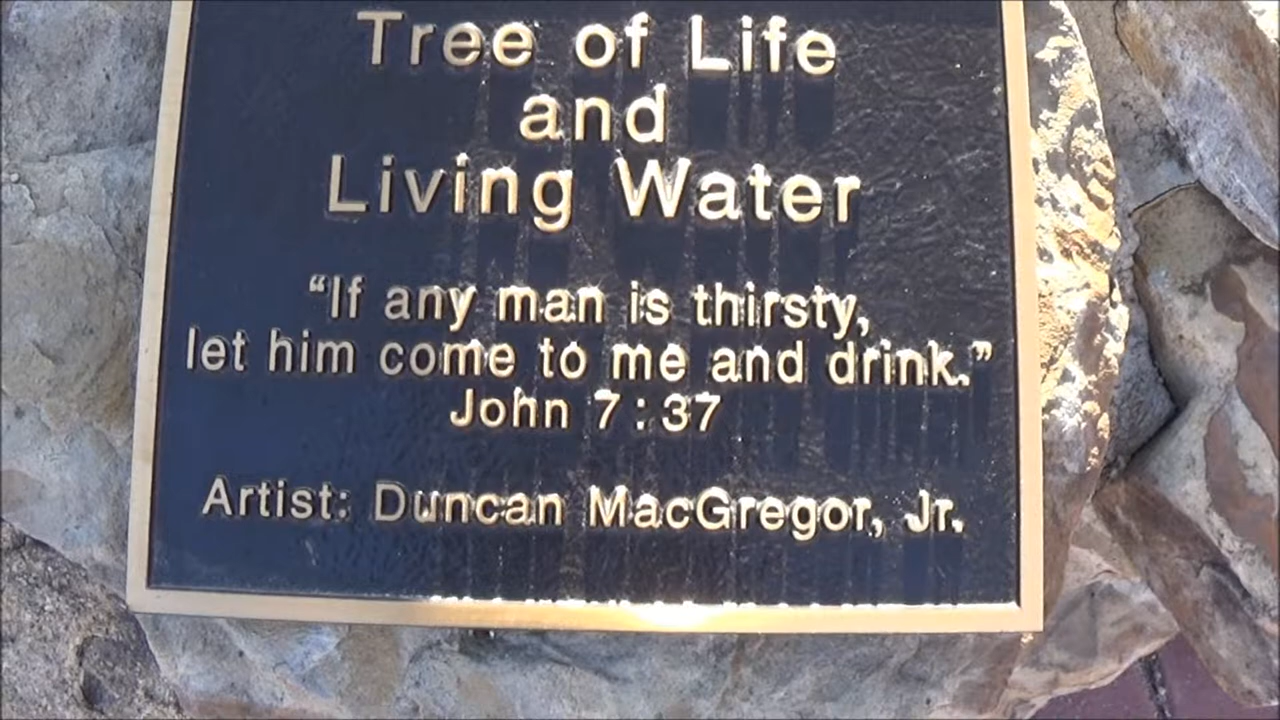 Tree of Life
and
Living Water
“If any man is thirsty,
let him come to me and drink.”
John 7:37
Artist: Duncan MacGregor, Jr.